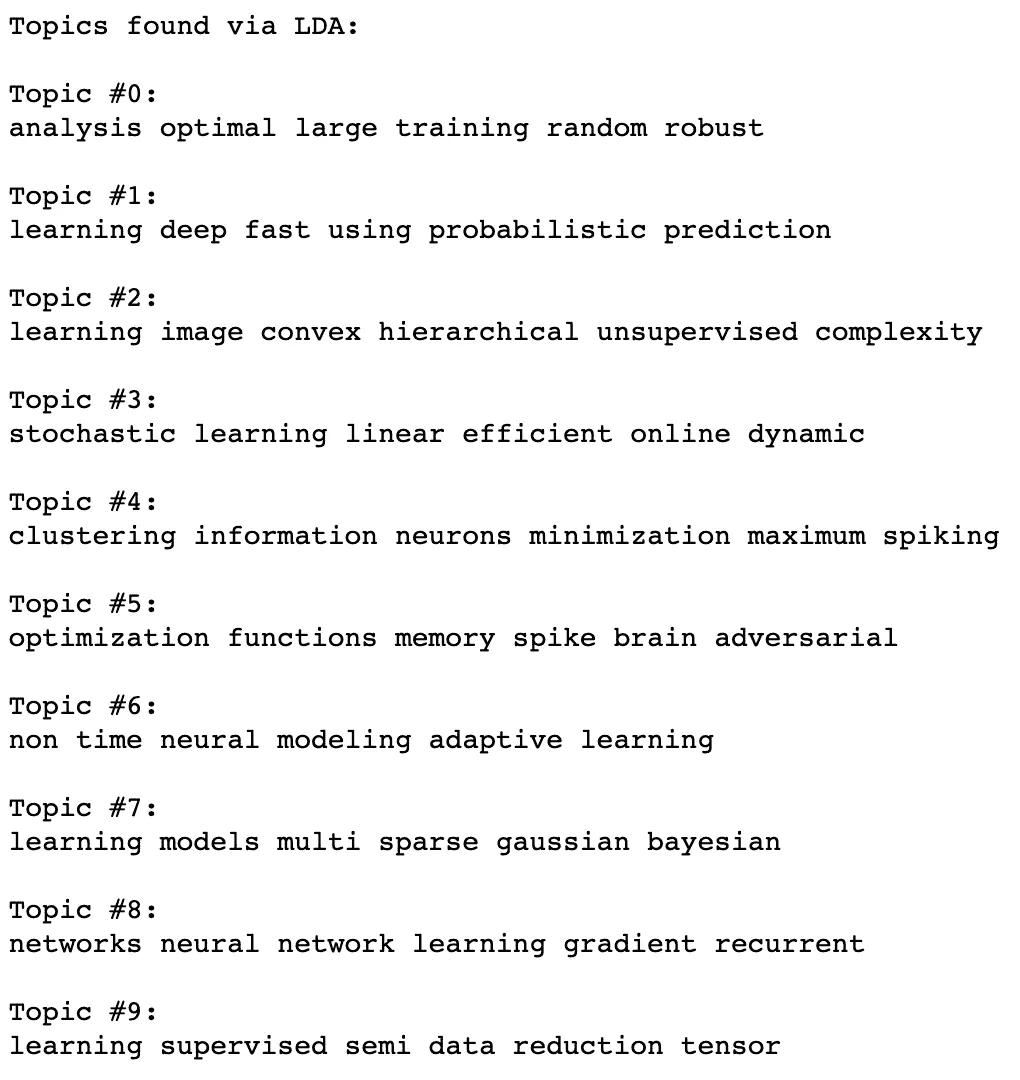 Topics found via LDA:
Topic #0:
analysis optimal large training random robust
Topic #1:
learning deep fast using probabilistic prediction
Topic #2:
learning image convex hierarchical unsupervised complexity
Topic #3:
stochastic learning linear efficient online dynamic
Topic #4:
clustering information neurons minimization maximum spiking
Topic #5:
optimization functions memory spike brain adversarial
Topic #6:
non time neural modeling adaptive learning
Topic #7:
learning models multi sparse gaussian bayesian
Topic #8:
networks neural network learning gradient recurrent
Topic #9:
learning supervised semi data reduction tensor